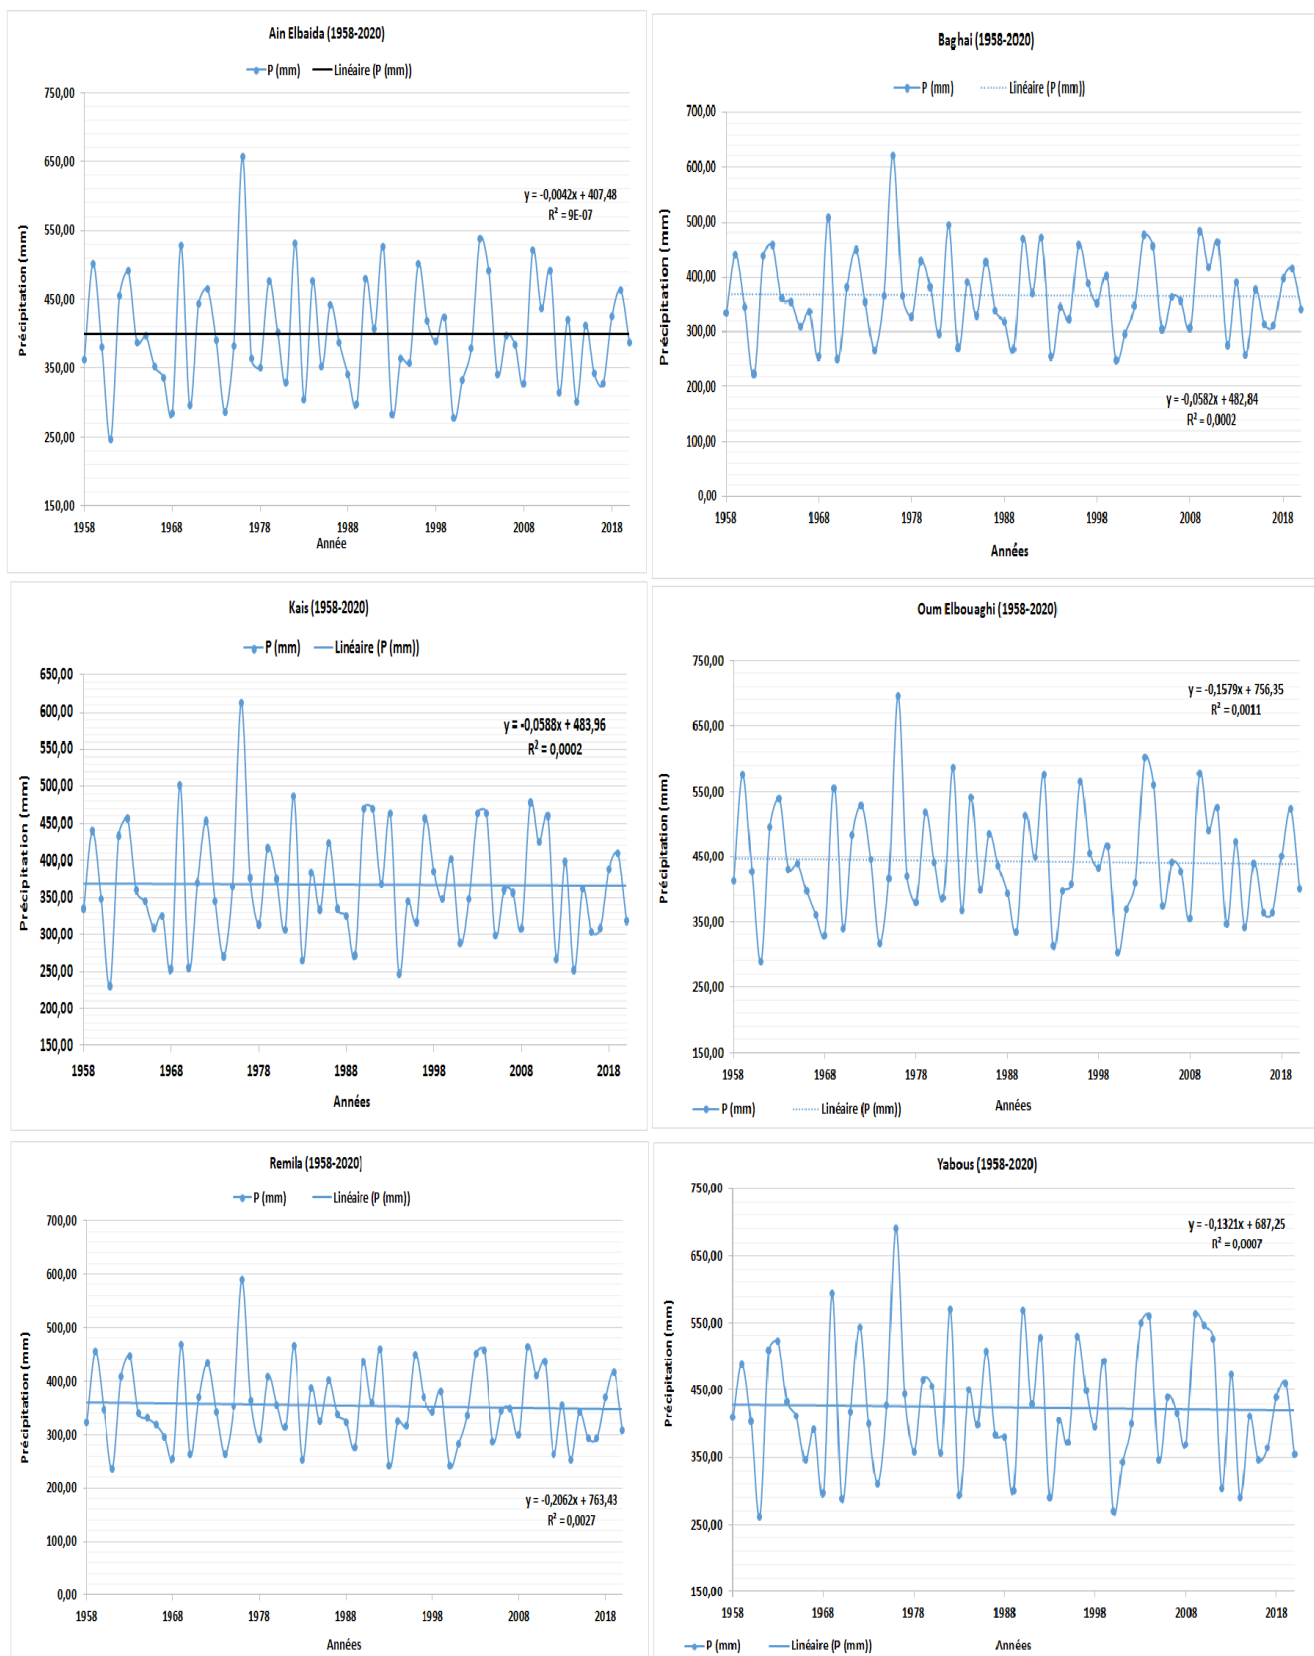 Ain Elbaida (1958-2020)
P (mm) Linéaire (P (mm))
Précipitation (mm)
750,00
650,00
550,00
450,00
350,00
250,00
150,00
y = -0,0042x + 407,48
R² = 9E-07
1958 1968 1978 1988 1998 2008 2018
Année
Baghai (1958-2020)
P (mm) Linéaire (P (mm))
Précipitation (mm)
700,00
600,00
500,00
400,00
300,00
200,00
100,00
0,00
y = -0,0582x + 482,84
R² = 0,0002
1958 1968 1978 1988 1998 2008 2018
Années
Kais (1958-2020)
P (mm) Linéaire (P (mm))
Précipitation (mm)
650,00
600,00
550,00
500,00
450,00
400,00
350,00
300,00
250,00
200,00
150,00
y = -0,0588x + 483,96
R² = 0,0002
1958 1968 1978 1988 1998 2008 2018
Années
Oum Elbouaghi (1958-2020)
Précipitation (mm)
750,00
650,00
550,00
450,00
350,00
250,00
150,00
y = -0,1579x + 756,35
R² = 0,0011
1958 1968 1978 1988 1998 2008 2018
P (mm) Linéaire (P (mm)) Années
Remila (1958-2020)
P (mm) Linéaire (P (mm))
Précipitation (mm)
700,00
600,00
500,00
400,00
300,00
200,00
100,00
0,00
y = -0,2062x + 763,43
R² = 0,0027
1958 1968 1978 1988 1998 2008 2018
Années
Yabous (1958-2020)
Précipitation (mm)
750,00
650,00
550,00
450,00
350,00
250,00
150,00
y = -0,1321x + 687,25
R² = 0,0007
1958 1968 1978 1988 1998 2008 2018
P (mm) Linéaire (P (mm)) Années